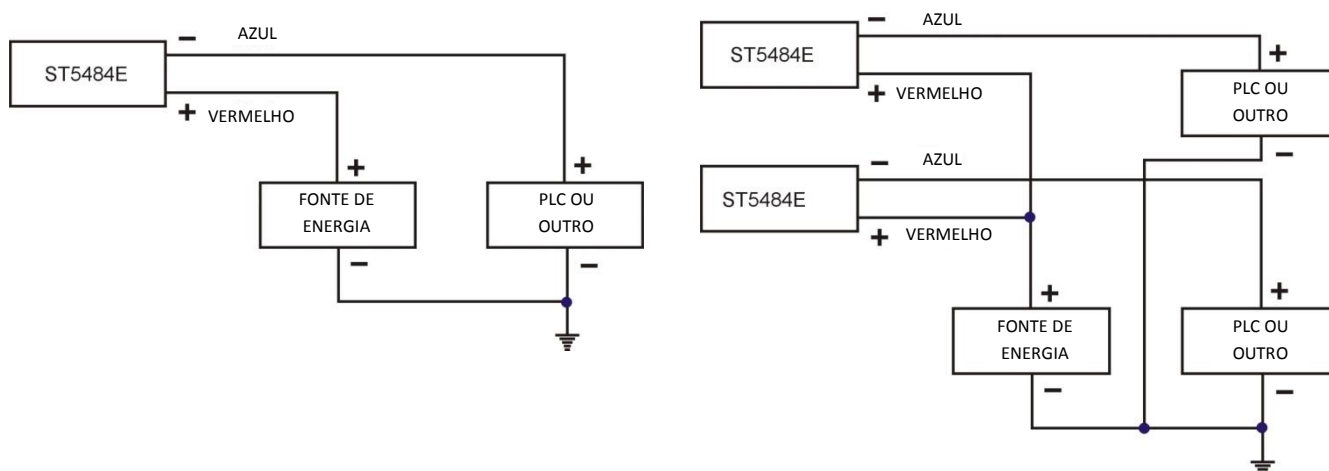 AZUL
ST5484E
VERMELHO
FONTE DE
ENERGIA
PLC OU
OUTRO
AZUL
ST5484E
VERMELHO
PLC OU
OUTRO
AZUL
ST5484E
VERMELHO
FONTE DE
ENERGIA
PLC OU
OUTRO